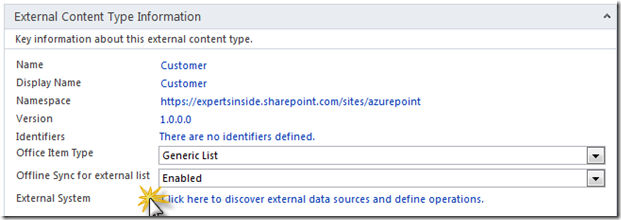 External Content Type Information
Key information about this external content type.
Name Customer
Display Name Customer
Namespace https://expertsinside.sharepoint.com/sites/azurepoint
Version 1.0.0.0
Identifiers There are no identifiers defined.
Office Item Type Generic List
Offline Sync for external list Enabled
External System Click here to discover external data sources and define operations.